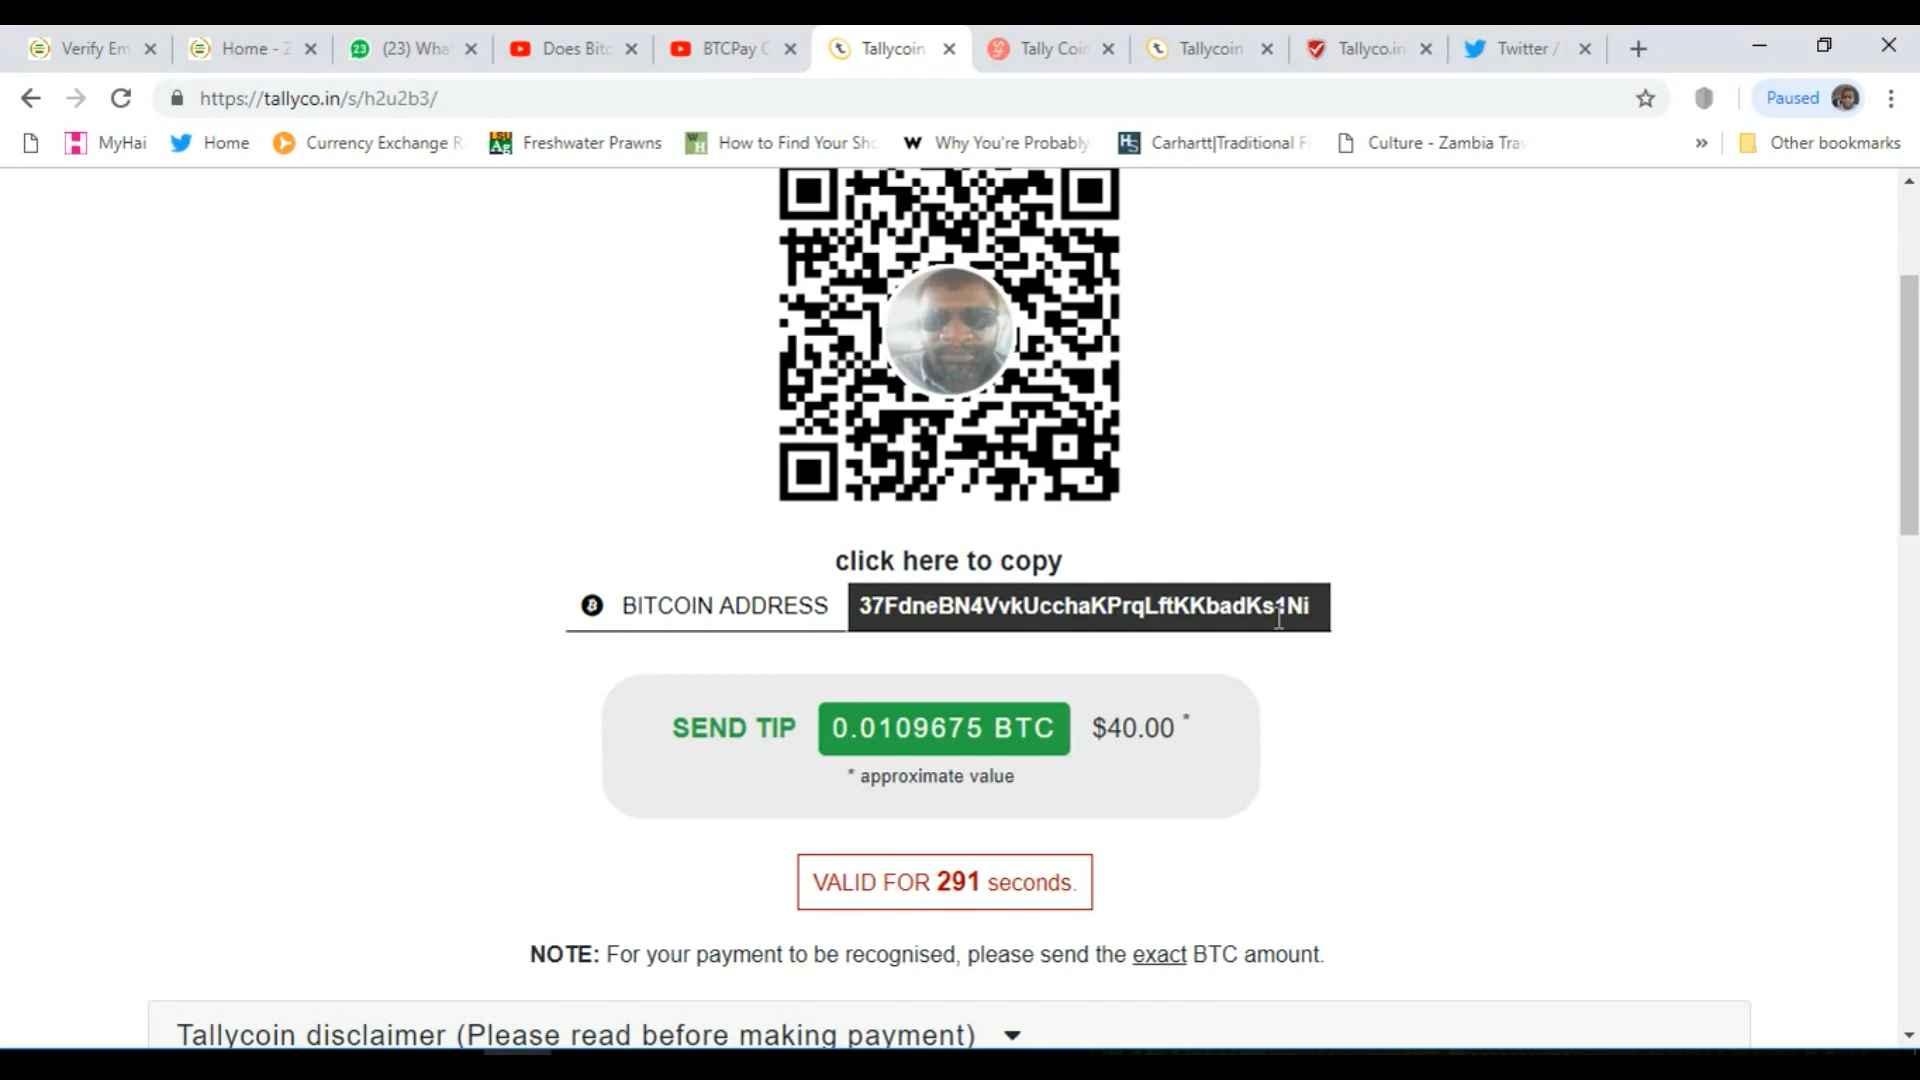 Verify Em
Home - Z
(23) What
Does Bitc
BTCPay C
Tallycoin
Tally Coin
Tallycoin
Tallyco.in
Twitter /
https://tallyco.in/s/h2u2b3/
Paused
MyHai
Home
Currency Exchange R
Freshwater Prawns
How to Find Your Sho
Why You're Probably
Carhartt|Traditional F
Culture - Zambia Trav
»
Other bookmarks
click here to copy
BITCOIN ADDRESS 37FdneBN4VvkUcchaKPrqLftKKbadKs1Ni
SEND TIP 0.0109675 BTC $40.00 *
* approximate value
VALID FOR 291 seconds.
NOTE: For your payment to be recognised, please send the exact BTC amount.
Tallycoin disclaimer (Please read before making payment)